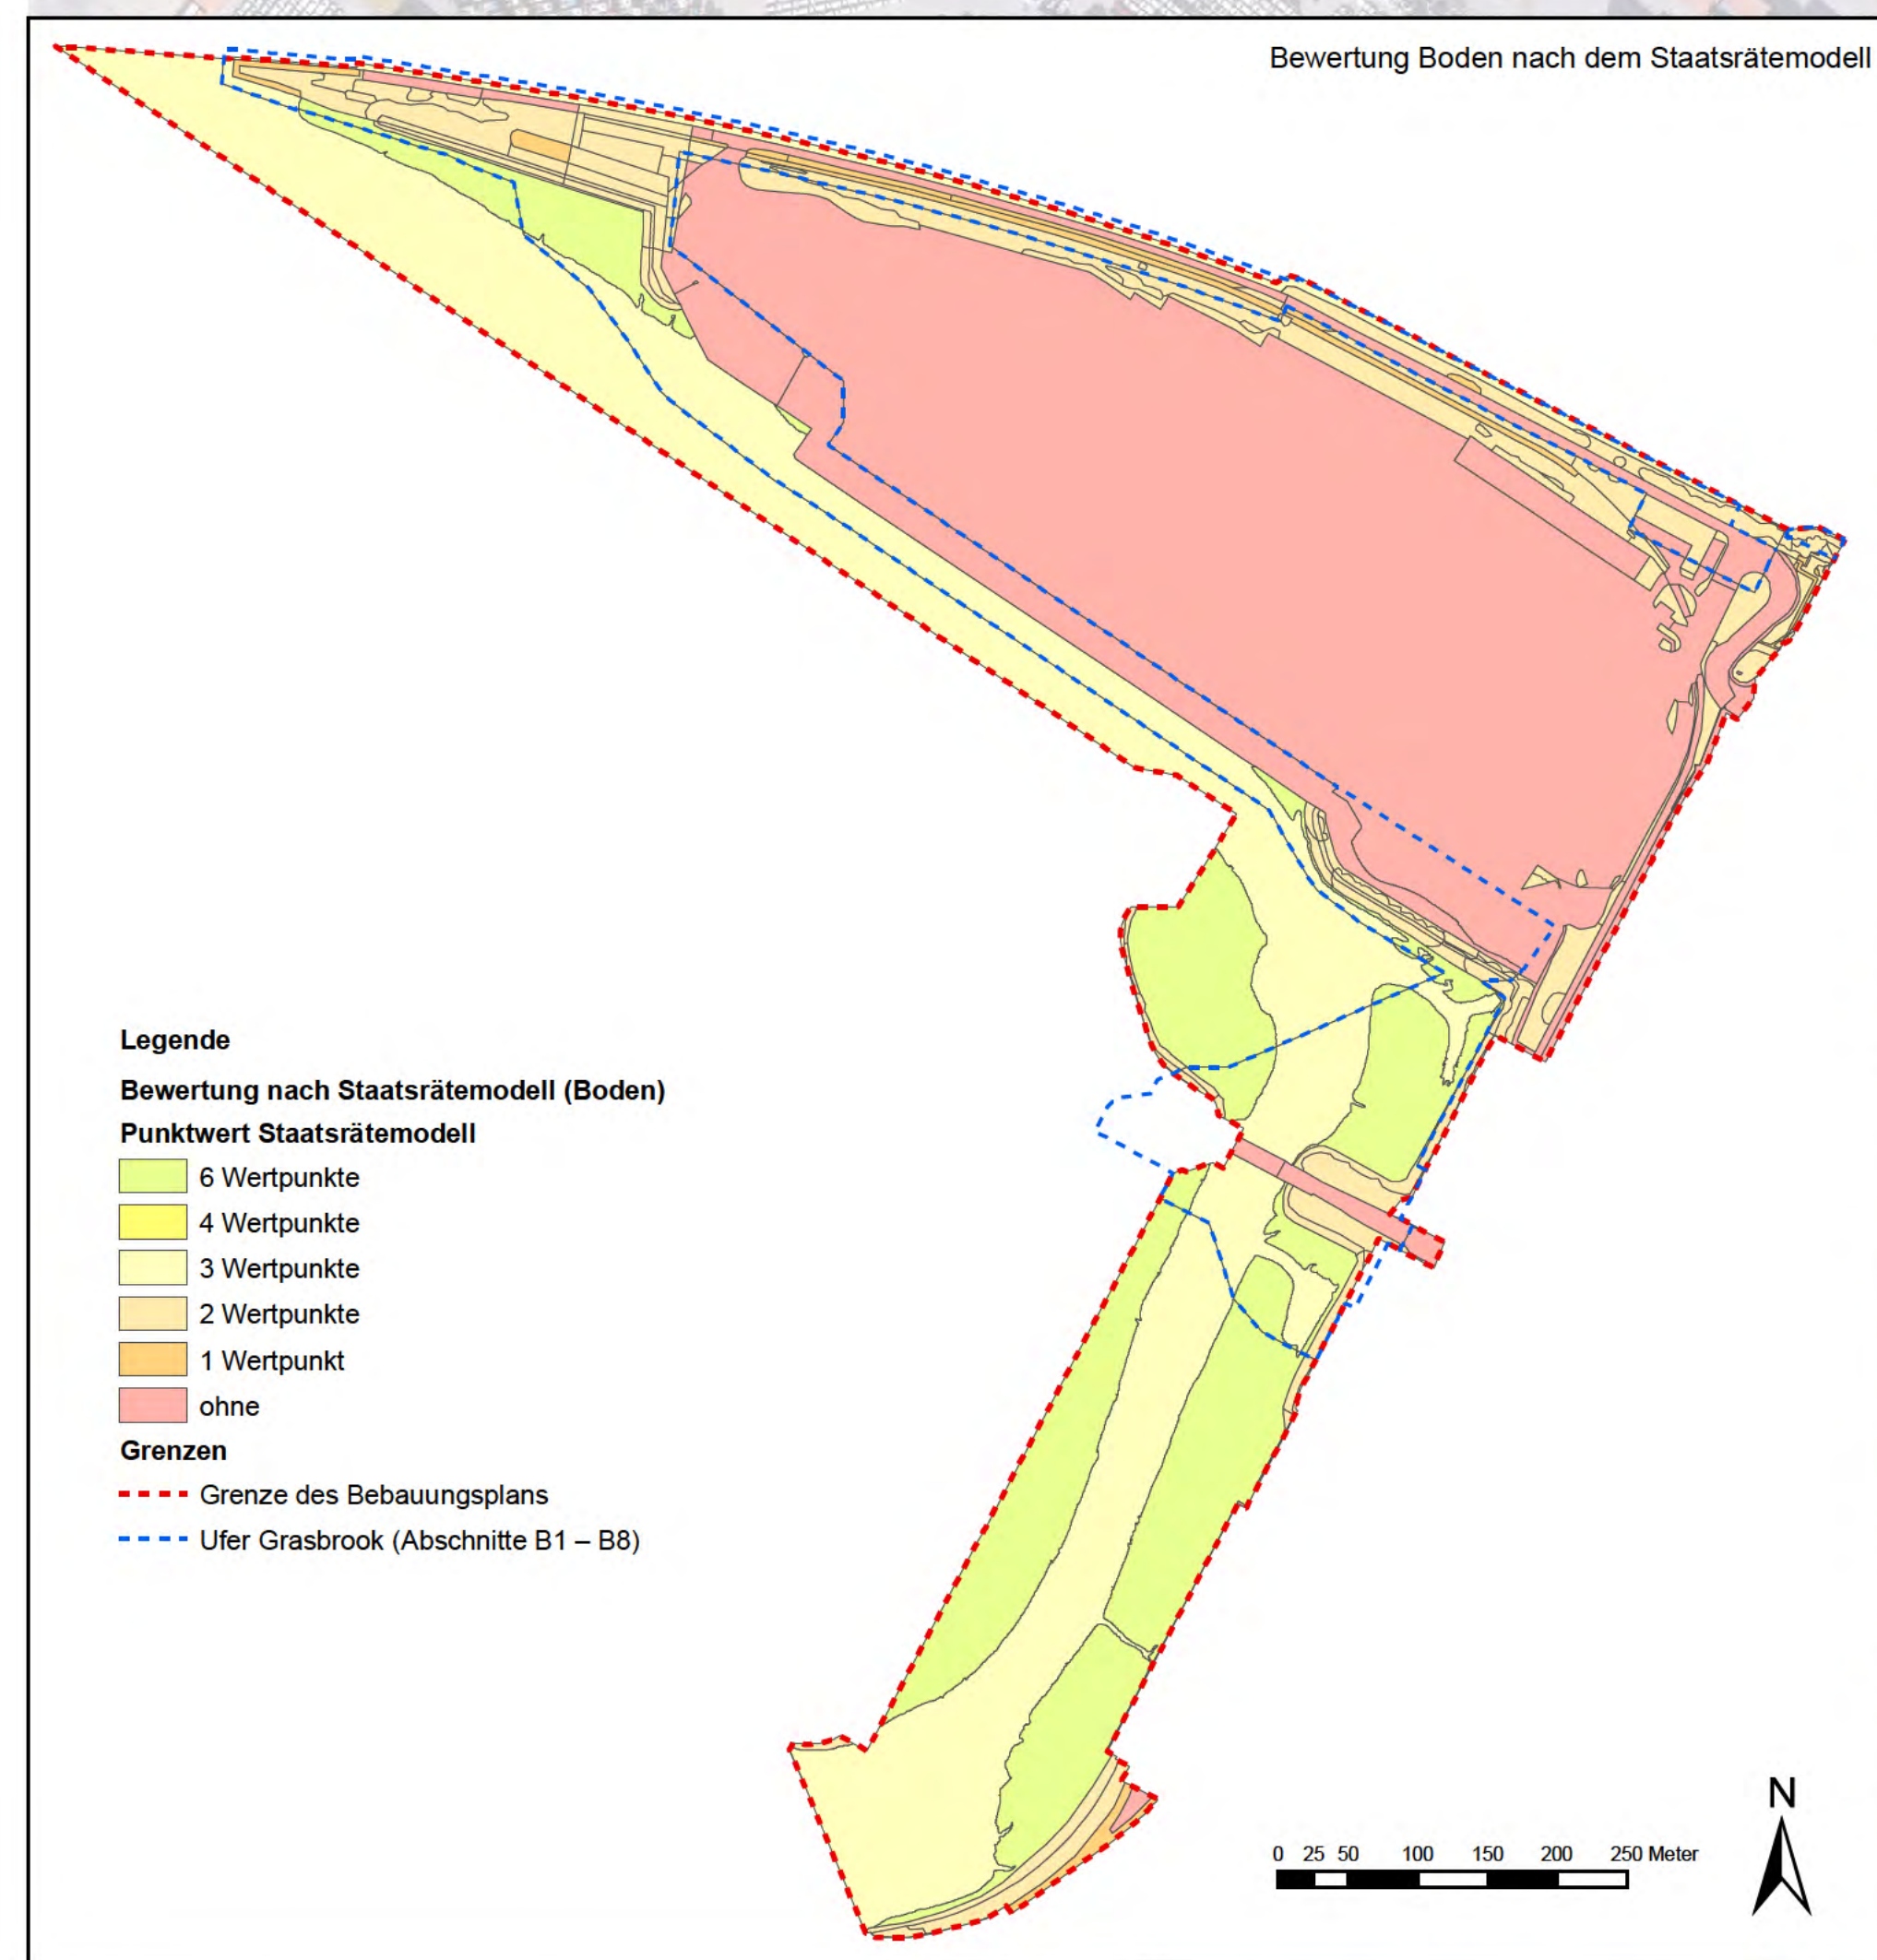 Bewertung Boden nach dem Staatsrätemodell
Legende
Bewertung nach Staatsrätemodell (Boden)
Punktwert Staatsrätemodell
6 Wertpunkte
4 Wertpunkte
3 Wertpunkte
2 Wertpunkte
1 Wertpunkt
ohne
Grenzen
Grenze des Bebauungsplans
Ufer Grasbrook (Abschnitte B1 – B8)
N
0 25 50 100 150 200 250 Meter